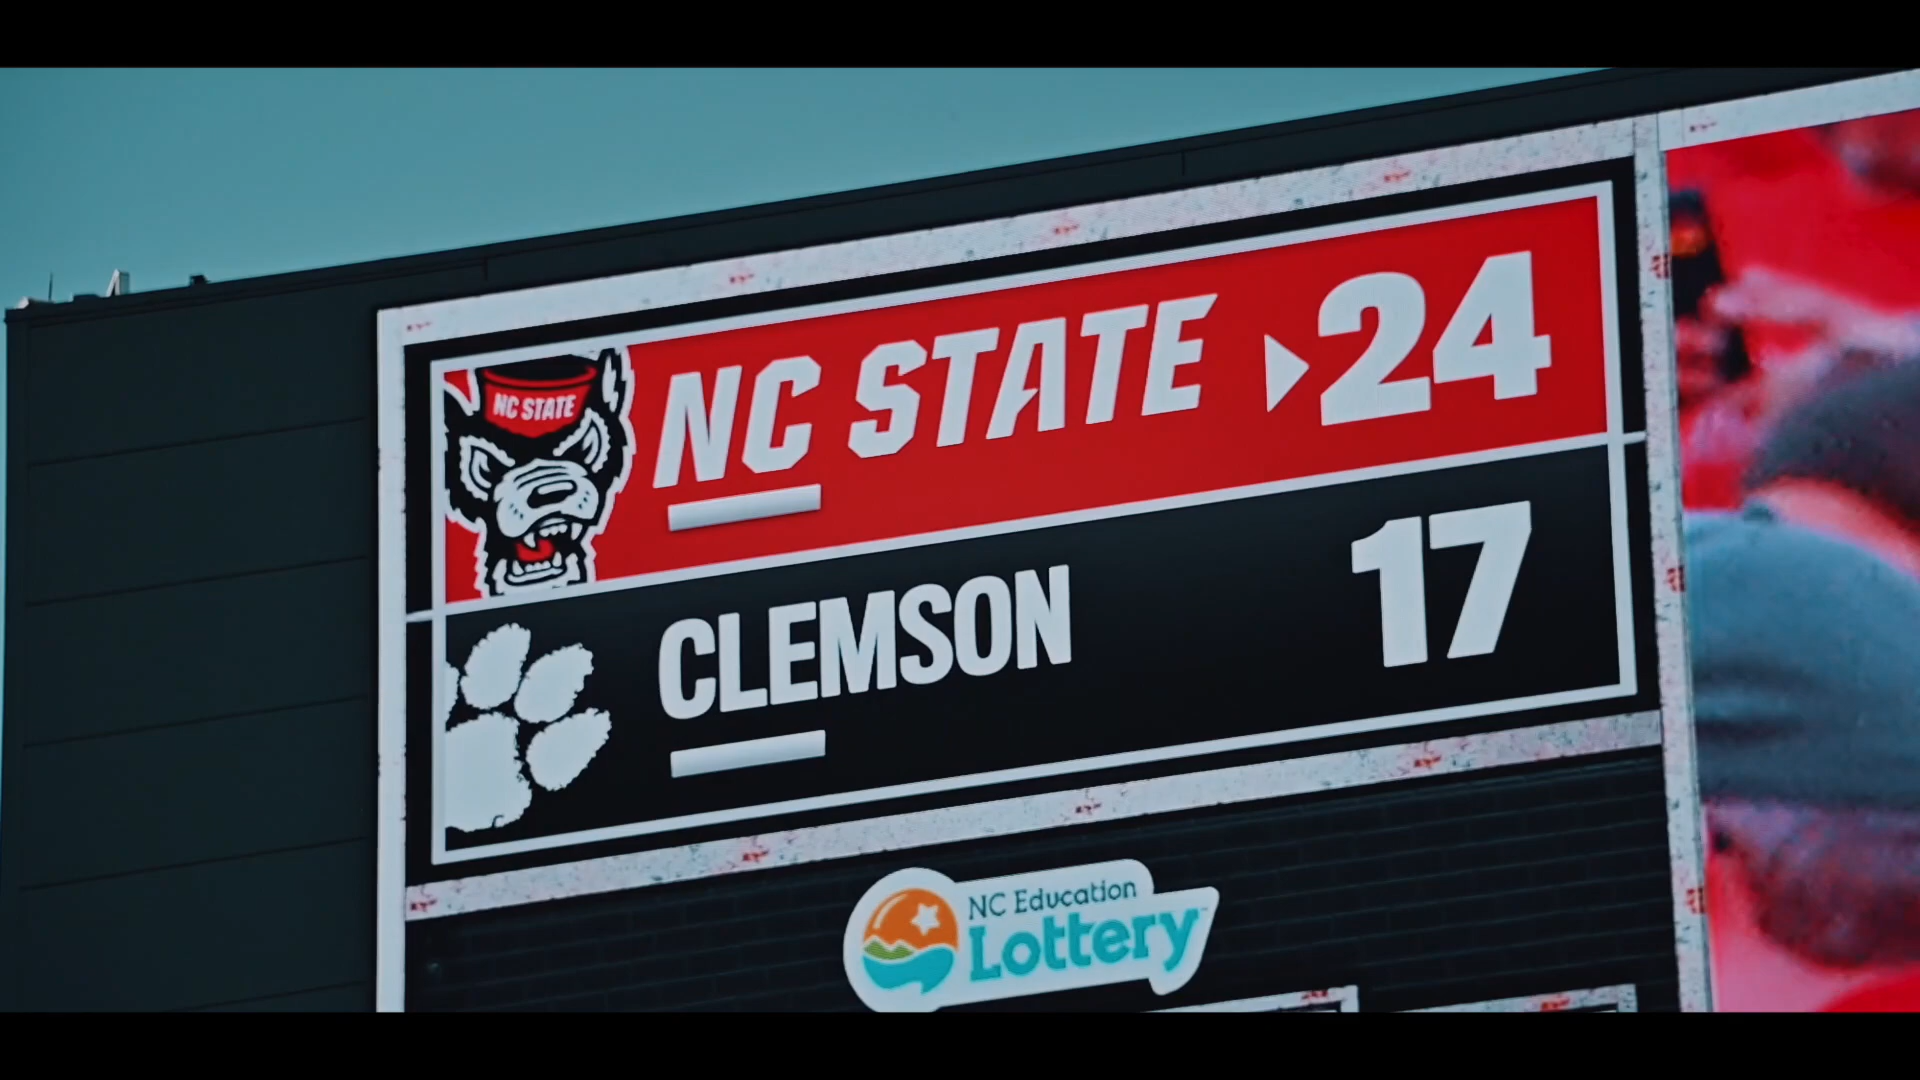 NC STATE
NC STATE 24
CLEMSON 17
NC Education
Lottery